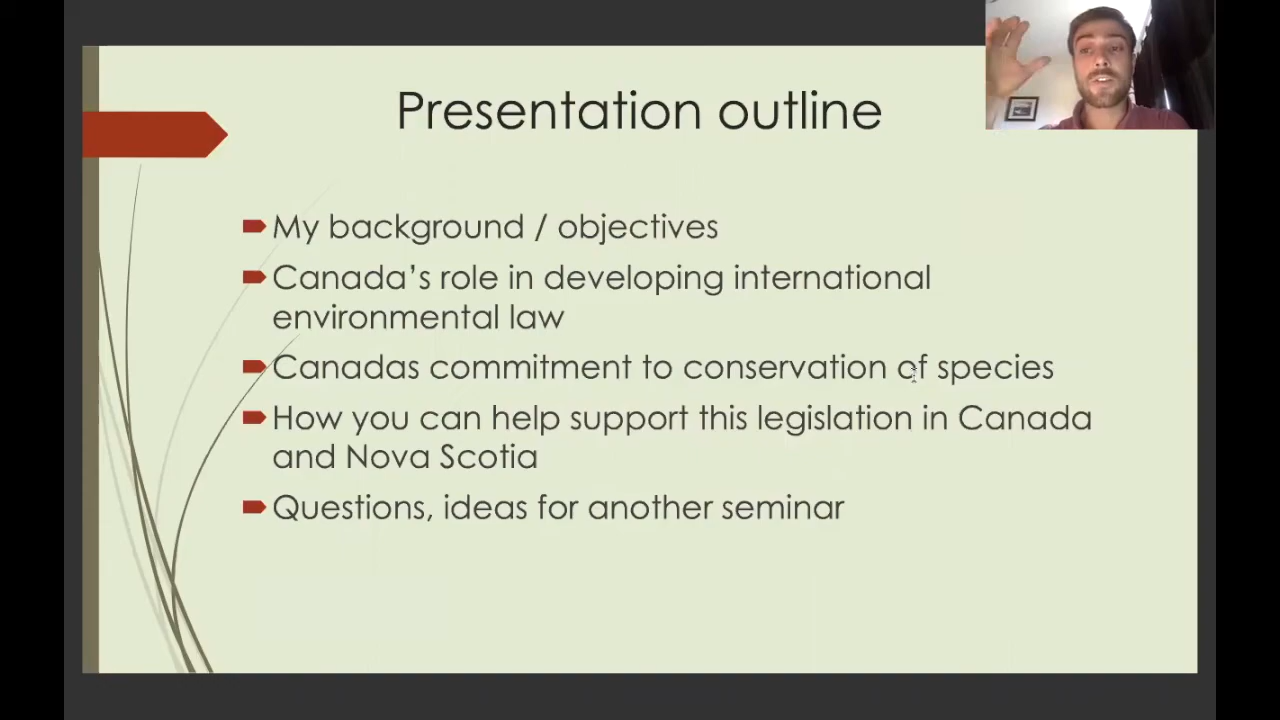 Presentation outline
My background / objectives
Canada’s role in developing international
environmental law
Canadas commitment to conservation of species
How you can help support this legislation in Canada
and Nova Scotia
Questions, ideas for another seminar